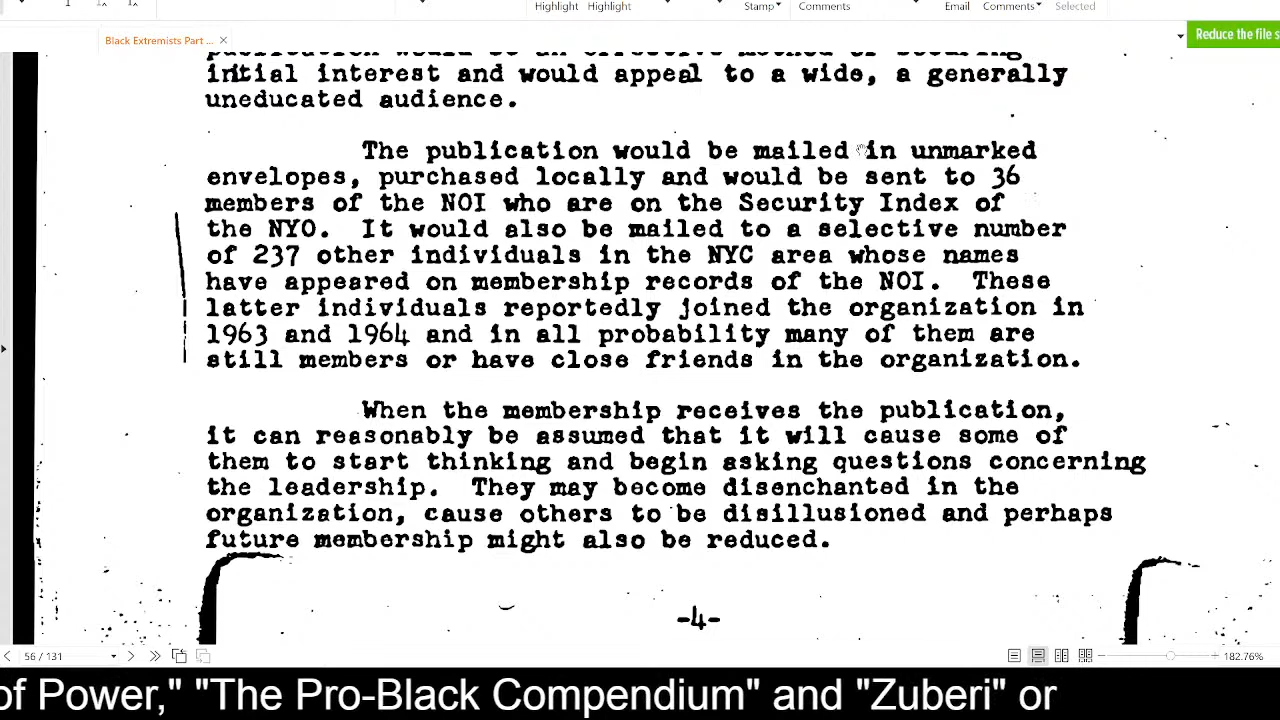 Highlight Highlight Stamp Comments Email Comments Selected
Black Extremists Part ...
Reduce the file s
initial interest and would appeal to a wide, a generally
uneducated audience.
The publication would be mailed in unmarked
envelopes, purchased locally and would be sent to 36
members of the NOI who are on the Security Index of
the NYO. It would also be mailed to a selective number
of 237 other individuals in the NYC area whose names
have appeared on membership records of the NOI. These
latter individuals reportedly joined the organization in
1963 and 1964 and in all probability many of them are
still members or have close friends in the organization.
When the membership receives the publication,
it can reasonably be assumed that it will cause some of
them to start thinking and begin asking questions concerning
the leadership. They may become disenchanted in the
organization, cause others to be disillusioned and perhaps
future membership might also be reduced.
-4-
56 / 131
182.76%
of Power," "The Pro-Black Compendium" and "Zuberi" or